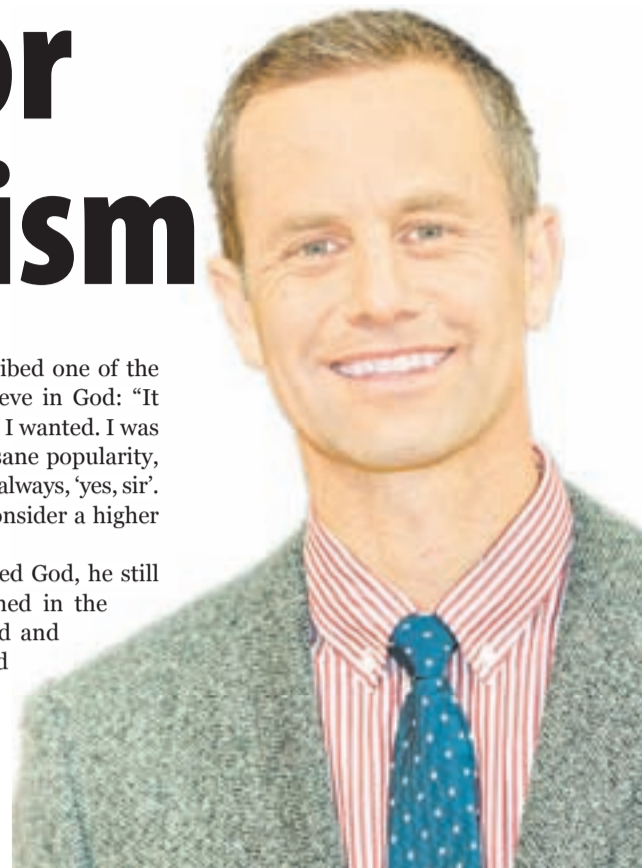 or
ism
ibed one of the
eve in God: “It
I wanted. I was
sane popularity,
always, ‘yes, sir’.
onsider a higher
ed God, he still
ned in the
d and
d